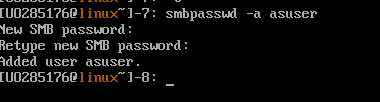 [UO285176@linux~]-7: smbpasswd -a asuser
New SMB password:
Retype new SMB password:
Added user asuser.
[UO285176@linux~]-8: _